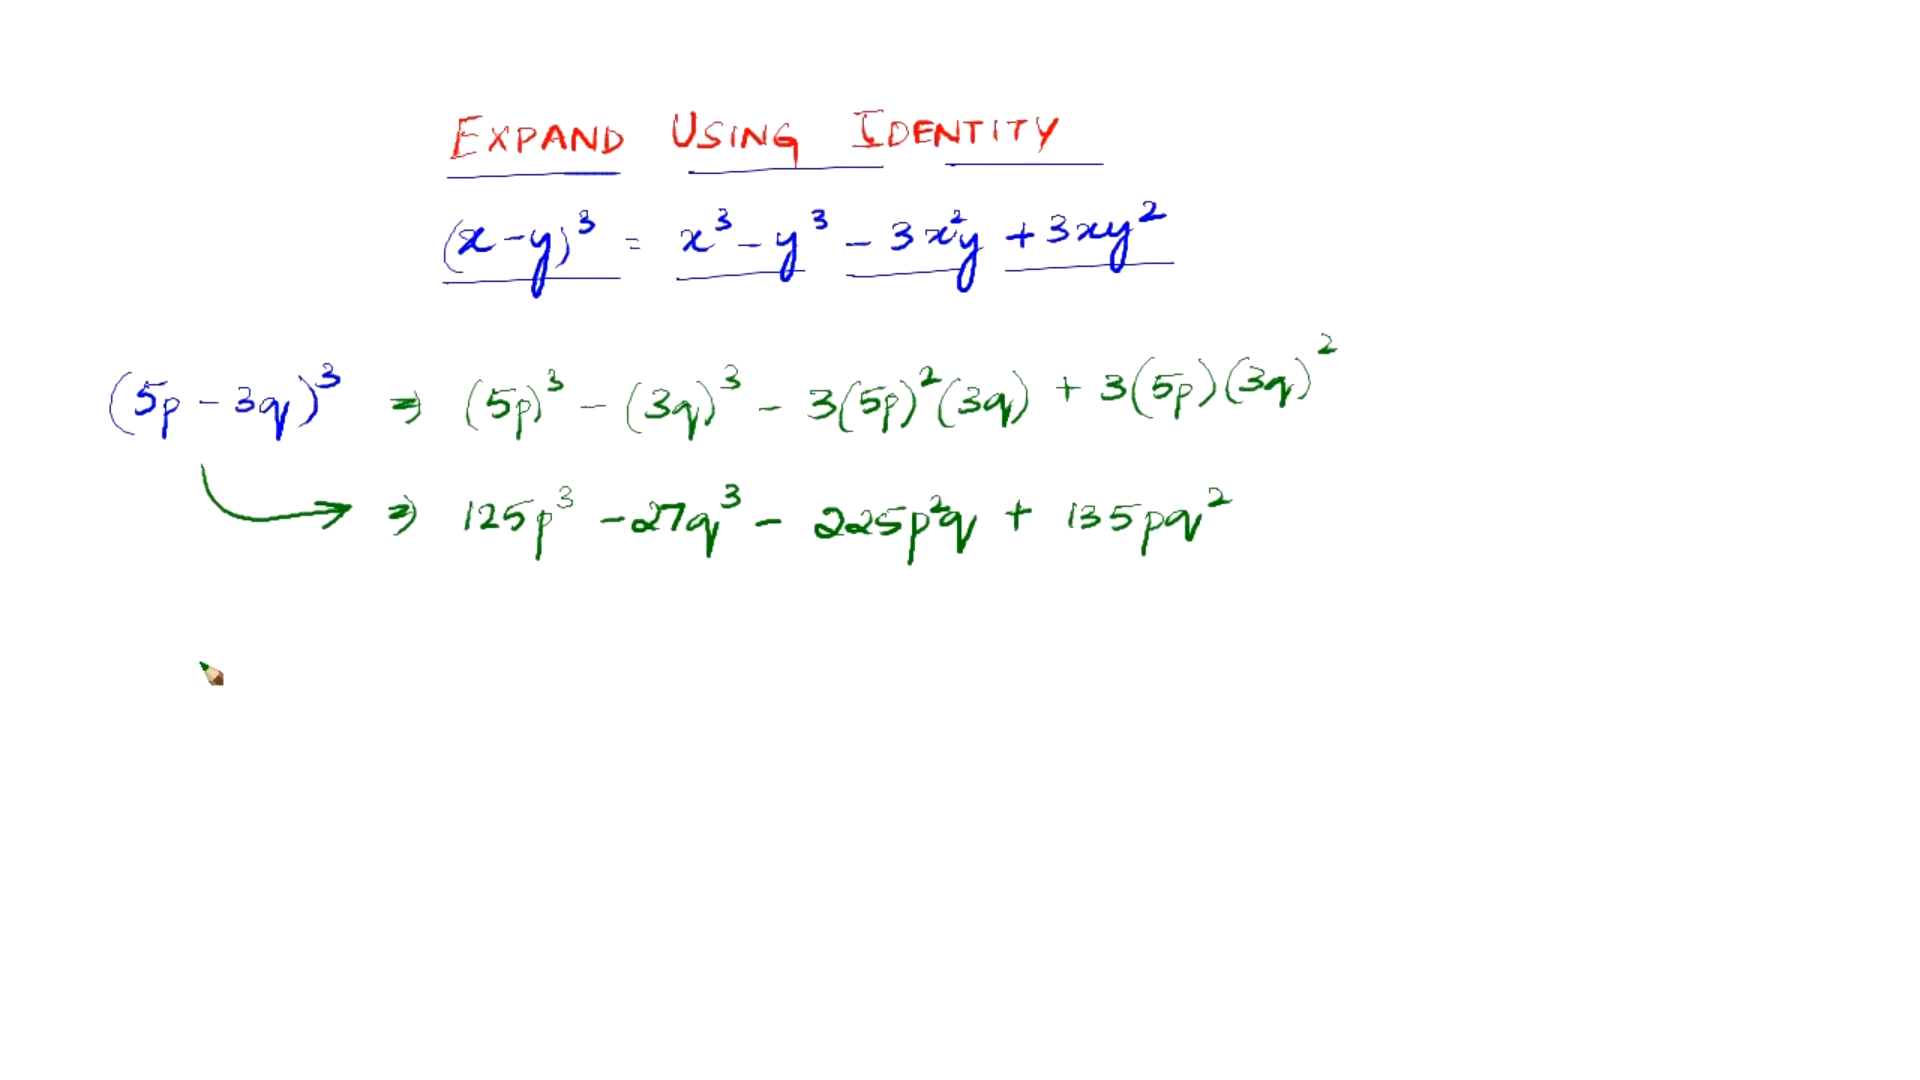 EXPAND USING IDENTITY
(x-y)³ = x³ - y³ - 3x²y + 3xy²
(5p - 3q)³ ⇒ (5p)³ - (3q)³ - 3(5p)²(3q) + 3(5p)(3q)²
⇒ 125p³ - 27q³ - 225p²q + 135pq²